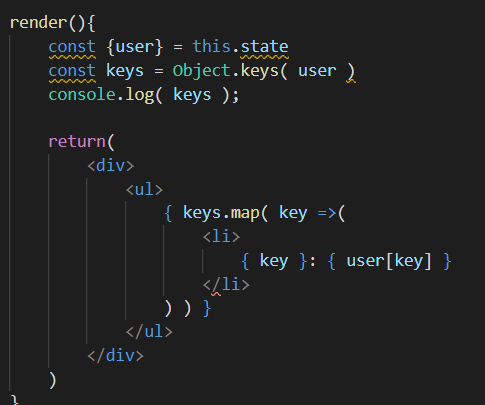 render(){
const {user} = this.state
const keys = Object.keys( user )
console.log( keys );
return(
<div>
<ul>
{ keys.map( key =>(
<li>
{ key }: { user[key] }
</li>
) ) }
</ul>
</div>
)
}